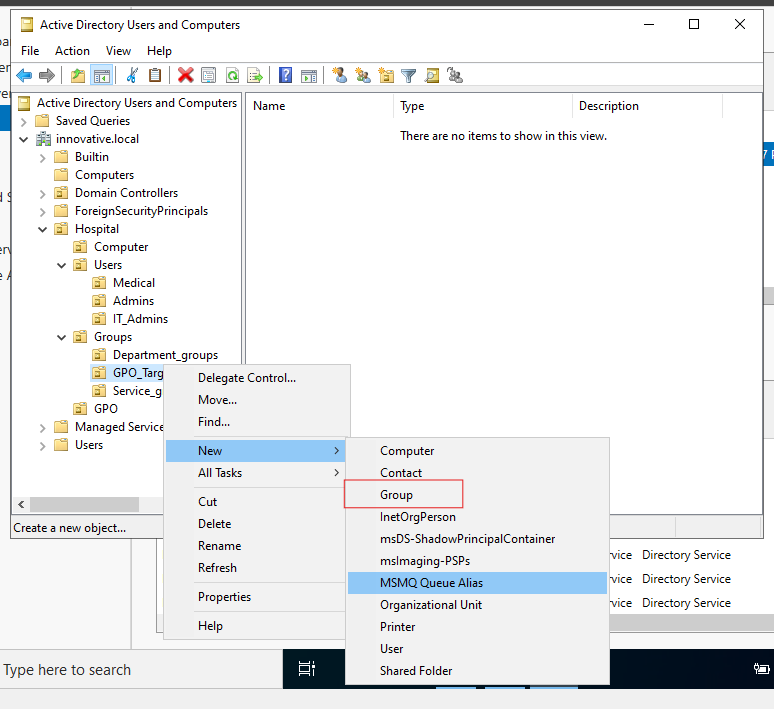 Active Directory Users and Computers
File Action View Help
Active Directory Users and Computers
Saved Queries
innovative.local
Builtin
Computers
Domain Controllers
ForeignSecurityPrincipals
Hospital
Computer
Users
Medical
Admins
IT_Admins
Groups
Department_groups
GPO_Targ
Service_g
GPO
Managed Service
Users
Name Type Description
There are no items to show in this view.
Delegate Control...
Move...
Find...
New
All Tasks
Cut
Delete
Rename
Refresh
Properties
Help
Computer
Contact
Group
InetOrgPerson
msDS-ShadowPrincipalContainer
msImaging-PSPs
MSMQ Queue Alias
Organizational Unit
Printer
User
Shared Folder
Create a new object...
rvice Directory Service
rvice Directory Service
rvice Directory Service
Type here to search